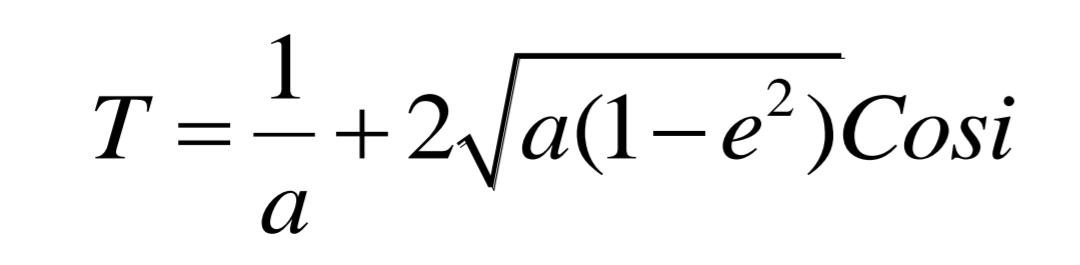 T = 1/a + 2√a(1−e²)Cosi